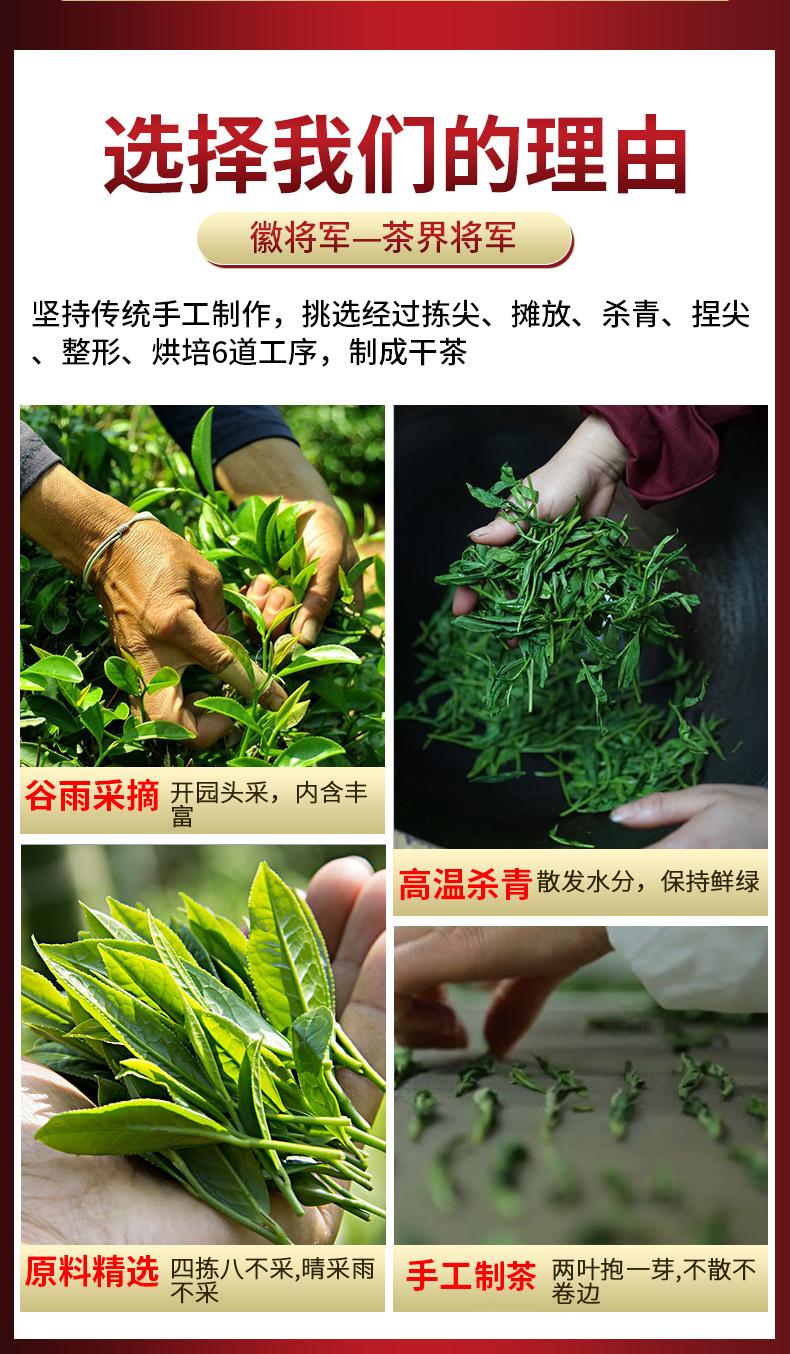 选择我们的理由
徽将军—茶界将军
坚持传统手工制作，挑选经过拣尖、摊放、杀青、捏尖
、整形、烘培6道工序，制成干茶
谷雨采摘 开园头采，内含丰
富
高温杀青 散发水分，保持鲜绿
原料精选 四拣八不采,晴采雨
不采
手工制茶 两叶抱一芽,不散不
卷边